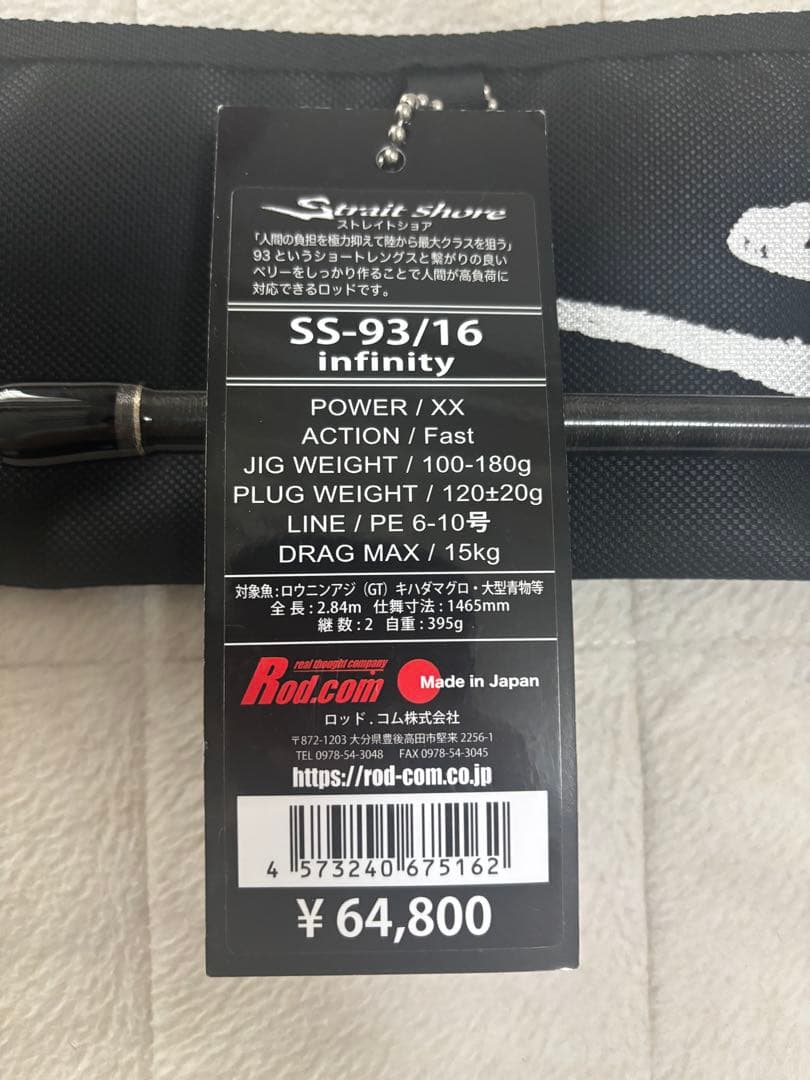 Strait Shore
ストレイトショア
「人間の負担を極力抑えて陸から最大クラスを狙う」
93というショートレングスと繋がりの良い
ベリーをしっかり作ることで人間が高負荷に
対応できるロッドです。
SS-93/16
infinity
POWER / XX
ACTION / Fast
JIG WEIGHT / 100-180g
PLUG WEIGHT / 120±20g
LINE / PE 6-10号
DRAG MAX / 15kg
対象魚:ロウニンアジ(GT)キハダマグロ・大型青物等
全 長:2.84m 仕舞寸法:1465mm
継 数:2 自重:395g
real thought company
Rod.com
Made in Japan
ロッド.コム株式会社
〒872-1203 大分県豊後高田市堅来 2256-1
TEL 0978-54-3048 FAX 0978-54-3045
https://rod-com.co.jp
4 573240 675162
¥ 64,800